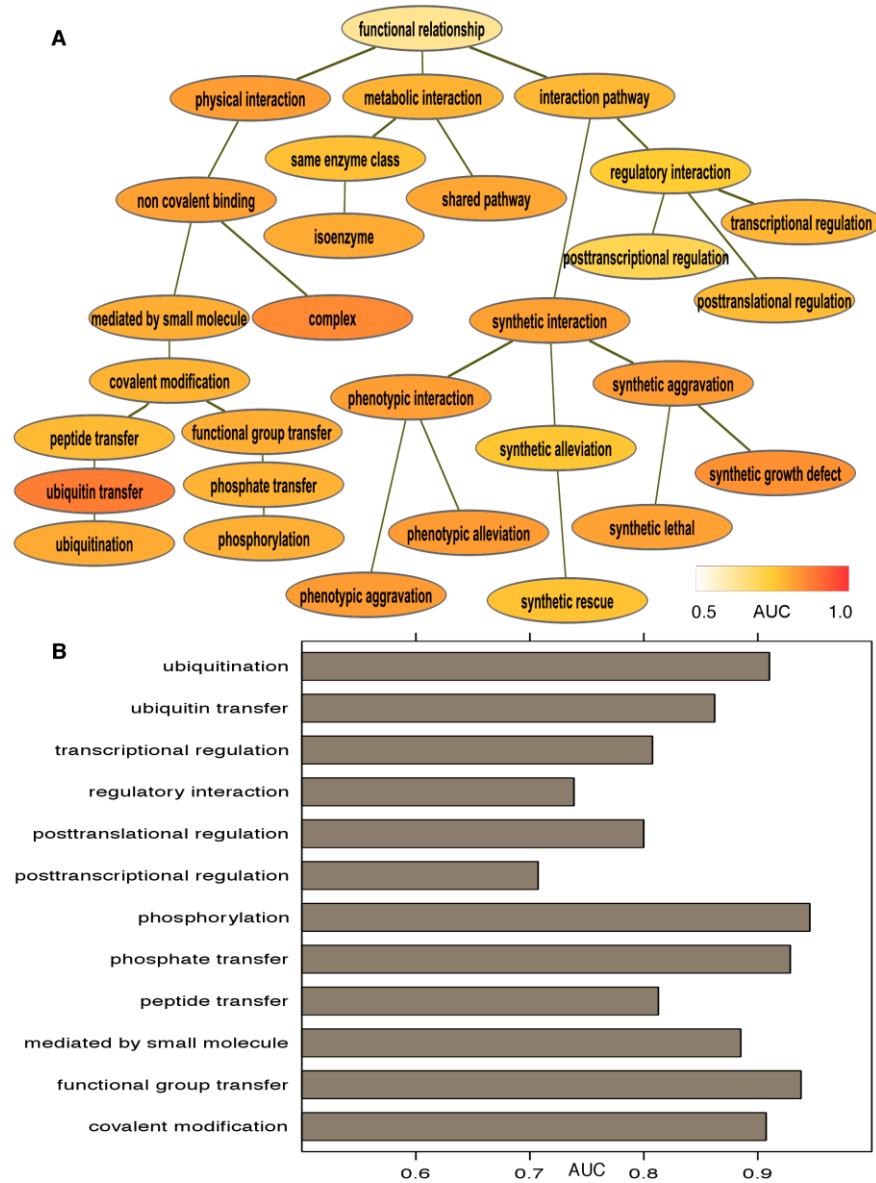 A
functional relationship
physical interaction
metabolic interaction
interaction pathway
same enzyme class
regulatory interaction
non covalent binding
shared pathway
transcriptional regulation
isoenzyme
posttranscriptional regulation
posttranslational regulation
mediated by small molecule
complex
synthetic interaction
covalent modification
phenotypic interaction
synthetic aggravation
peptide transfer
functional group transfer
synthetic alleviation
synthetic growth defect
ubiquitin transfer
phosphate transfer
phenotypic alleviation
synthetic lethal
ubiquitination
phosphorylation
phenotypic aggravation
synthetic rescue
0.5 AUC 1.0
B
ubiquitination
ubiquitin transfer
transcriptional regulation
regulatory interaction
posttranslational regulation
posttranscriptional regulation
phosphorylation
phosphate transfer
peptide transfer
mediated by small molecule
functional group transfer
covalent modification
0.6 0.7 AUC 0.8 0.9